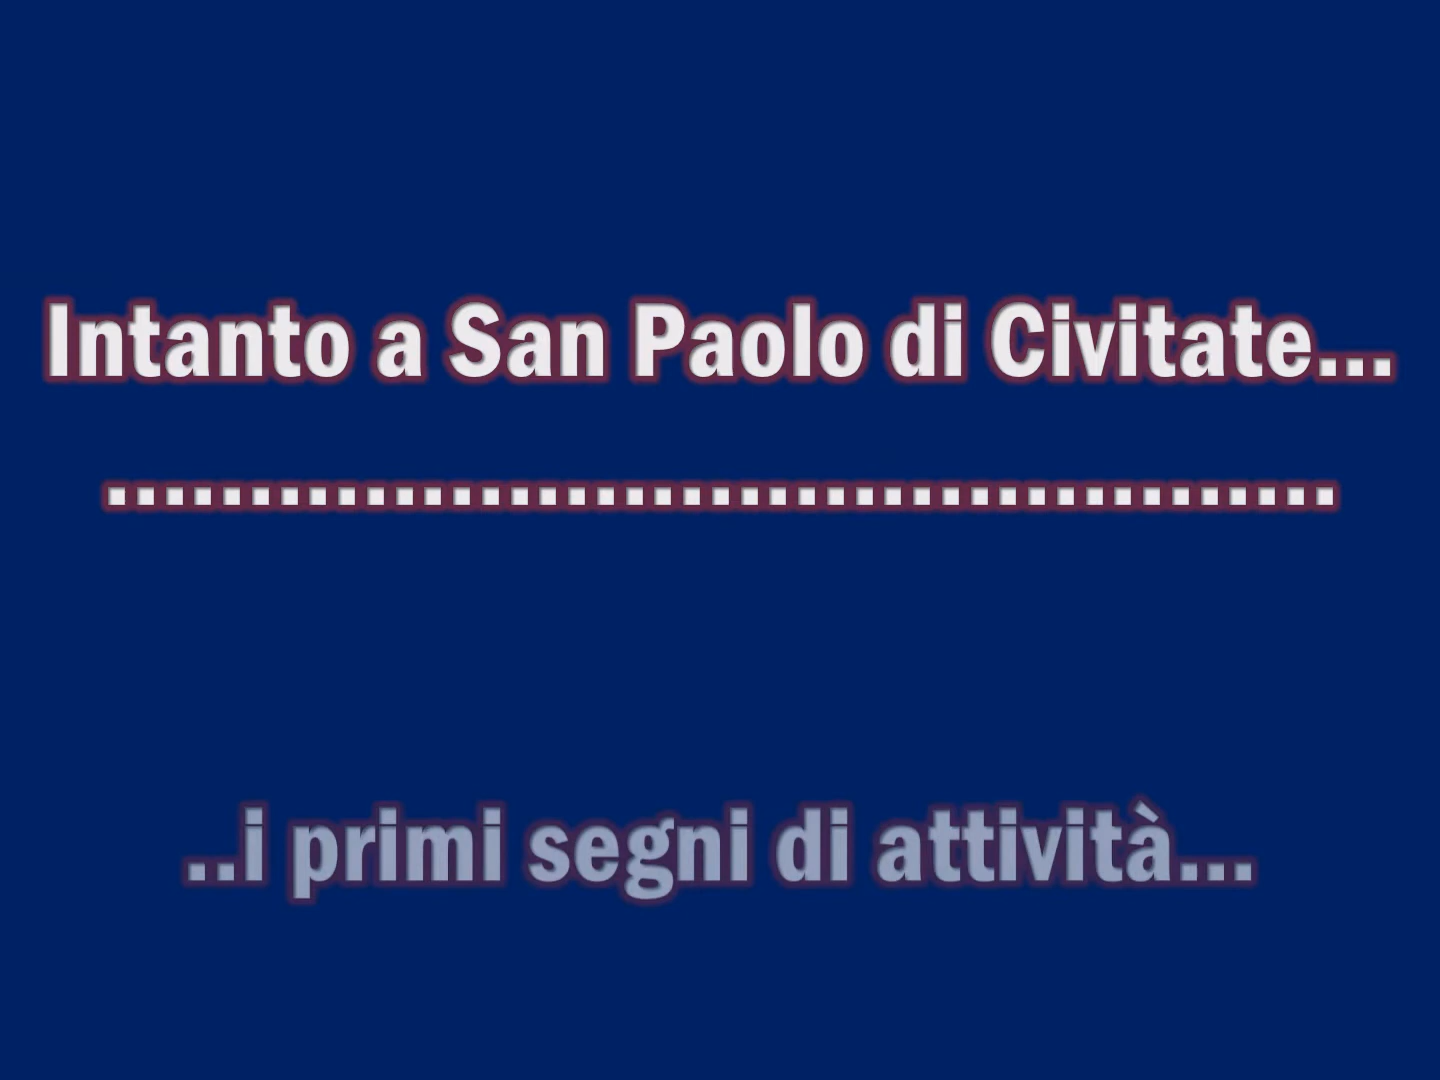 Intanto a San Paolo di Civitate...
...........................................
..i primi segni di attività...